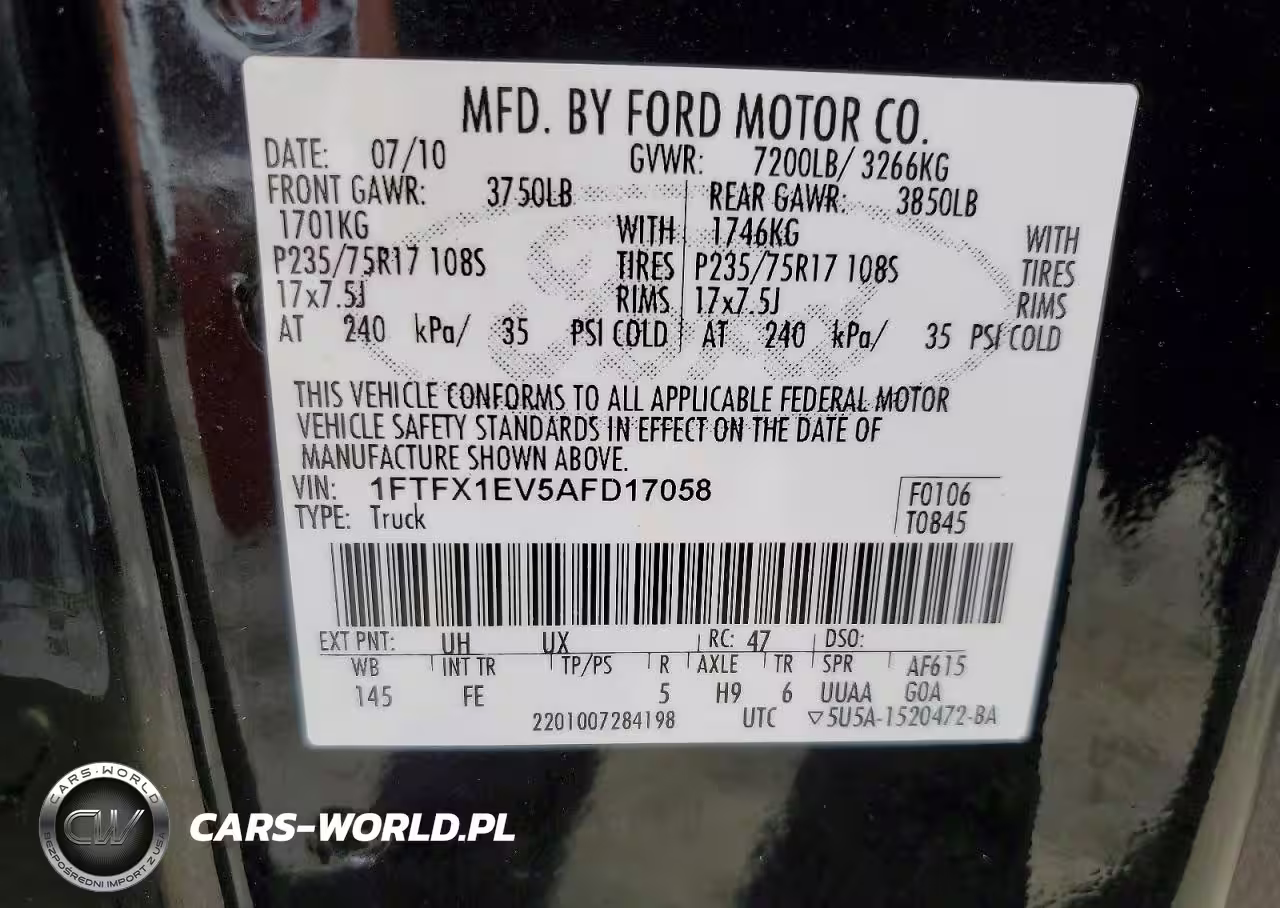 MFD. BY FORD MOTOR CO.
DATE: 07/10 GVWR: 7200LB/ 3266KG
FRONT GAWR: 3750LB REAR GAWR: 3850LB
1701KG WITH 1746KG WITH
P235/75R17 108S TIRES P235/75R17 108S TIRES
17x7.5J RIMS 17x7.5J RIMS
AT 240 kPa/ 35 PSI COLD AT 240 kPa/ 35 PSI COLD
THIS VEHICLE CONFORMS TO ALL APPLICABLE FEDERAL MOTOR
VEHICLE SAFETY STANDARDS IN EFFECT ON THE DATE OF
MANUFACTURE SHOWN ABOVE.
VIN: 1FTFX1EV5AFD17058 F0106
TYPE: Truck T0845
EXT PNT: UH UX RC: 47 DSO:
WB INT TR TP/PS R AXLE TR SPR AF615
145 FE 5 H9 6 UUAA GOA
2201007284198 UTC ▽5U5A-1520472-BA
CARS-WORLD
CW
BEZPOŚREDNI IMPORT Z USA
CARS-WORLD.PL